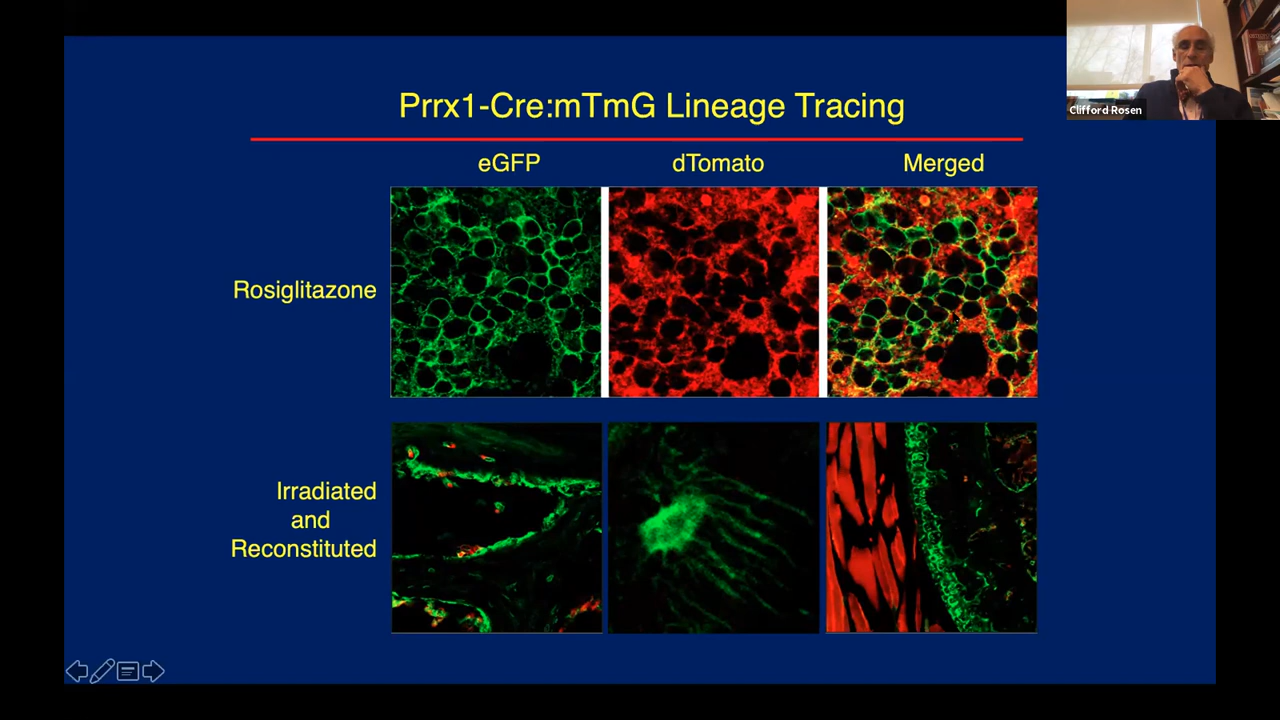 Prrx1-Cre:mTmG Lineage Tracing
Clifford Rosen
eGFP dTomato Merged
Rosiglitazone
Irradiated
and
Reconstituted